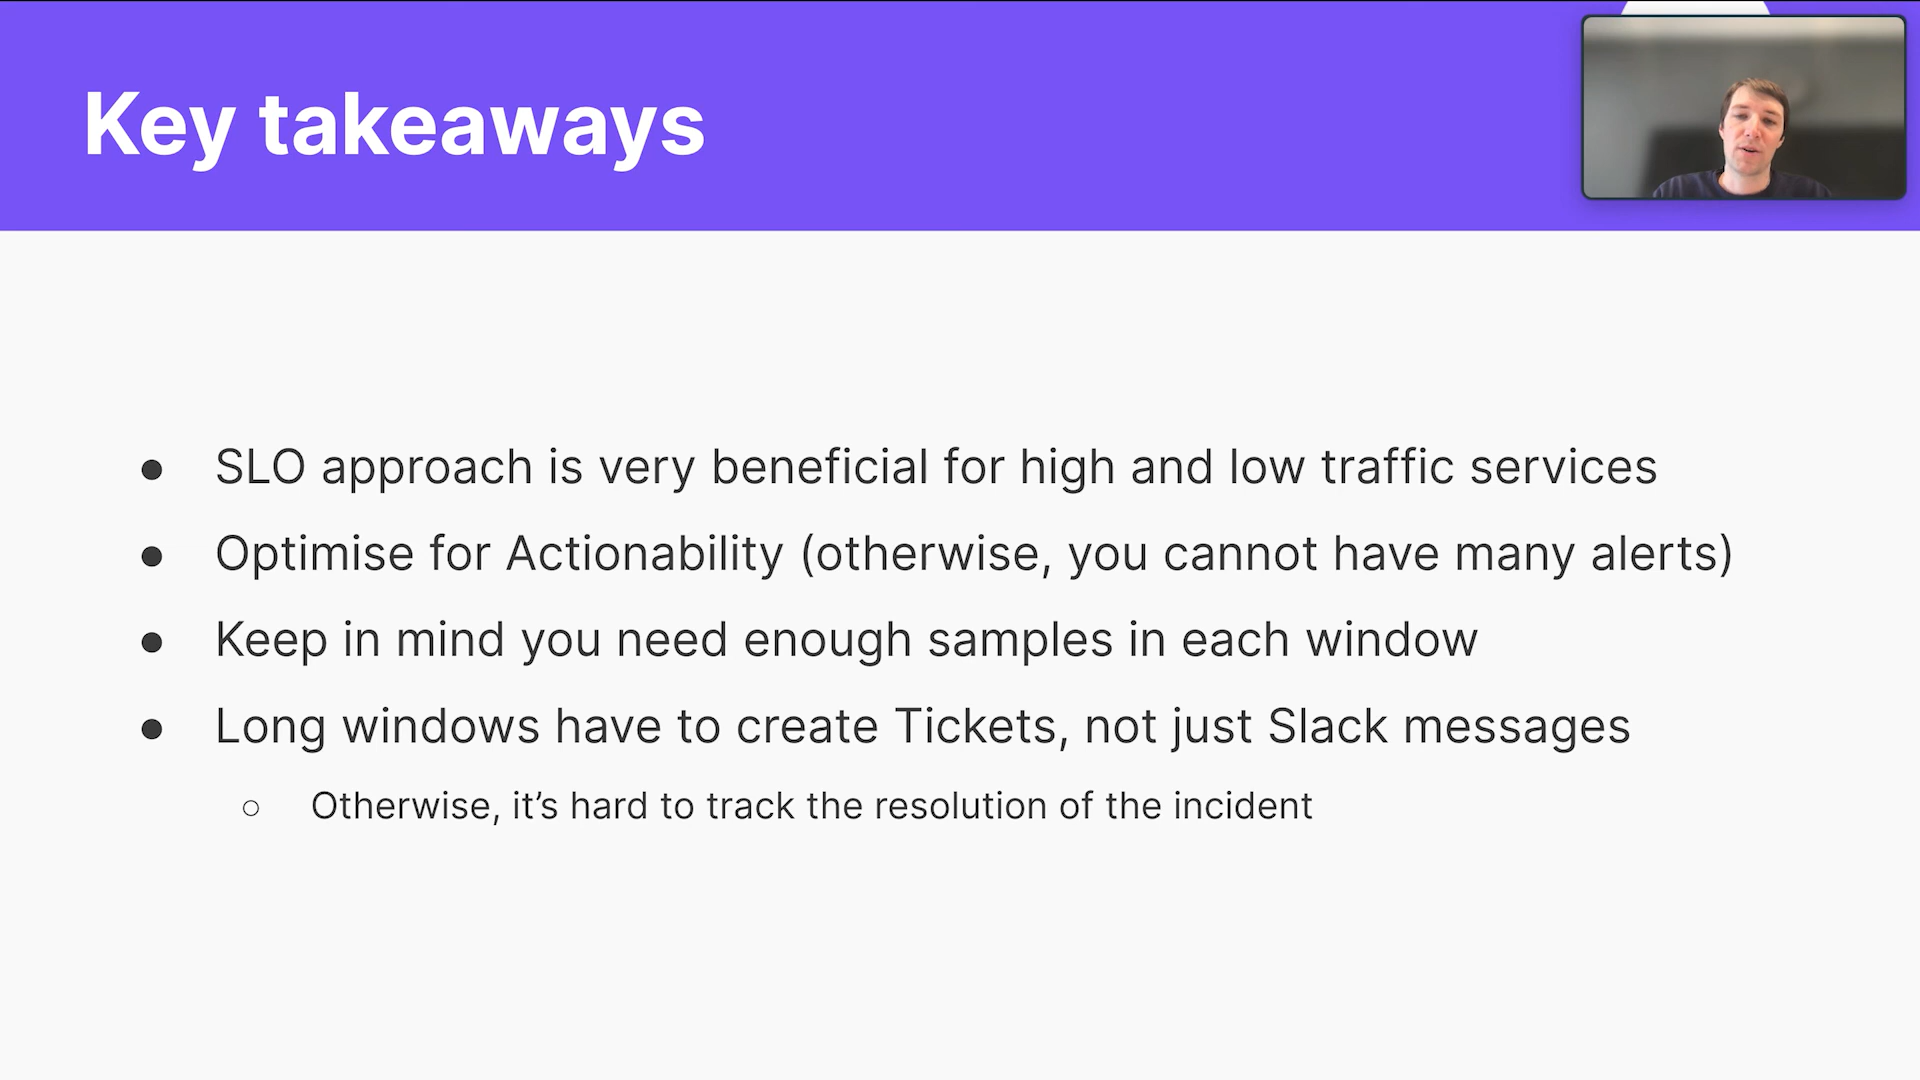 Key takeaways
● SLO approach is very beneficial for high and low traffic services
● Optimise for Actionability (otherwise, you cannot have many alerts)
● Keep in mind you need enough samples in each window
● Long windows have to create Tickets, not just Slack messages
○ Otherwise, it’s hard to track the resolution of the incident